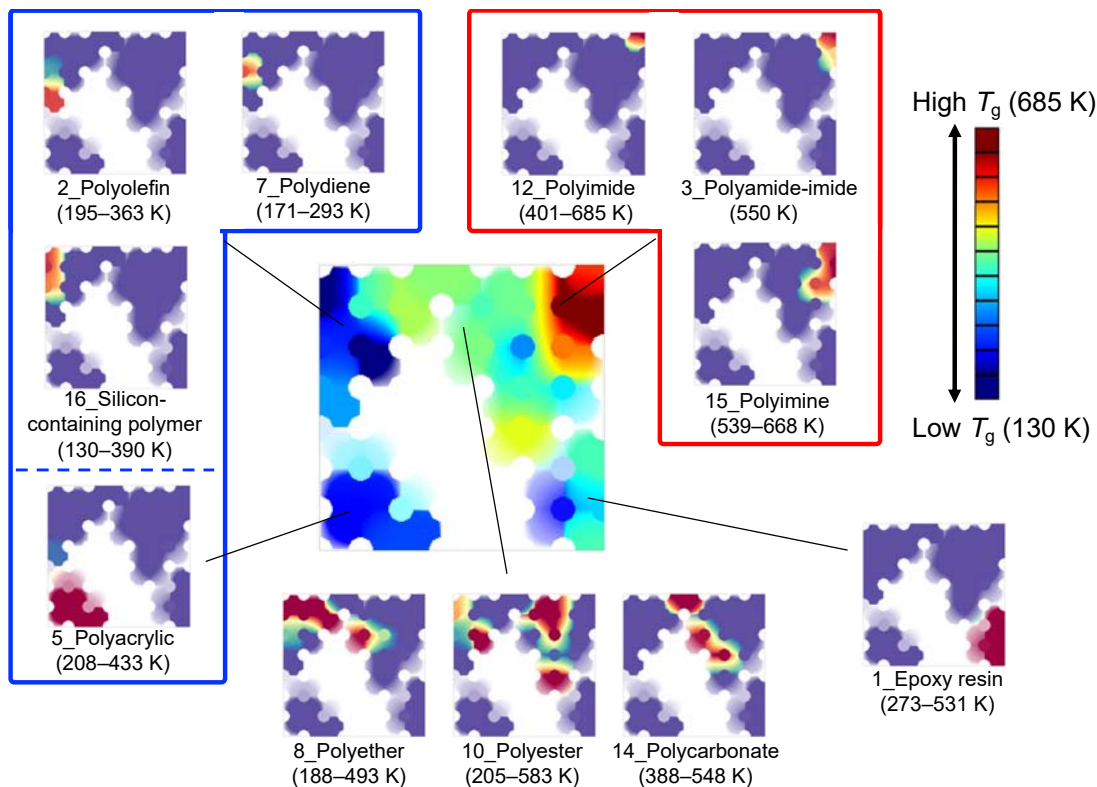 2_Polyolefin
(195–363 K)
7_Polydiene
(171–293 K)
12_Polyimide
(401–685 K)
3_Polyamide-imide
(550 K)
High Tg (685 K)
Low Tg (130 K)
16_Silicon-
containing polymer
(130–390 K)
15_Polyimine
(539–668 K)
5_Polyacrylic
(208–433 K)
8_Polyether
(188–493 K)
10_Polyester
(205–583 K)
14_Polycarbonate
(388–548 K)
1_Epoxy resin
(273–531 K)